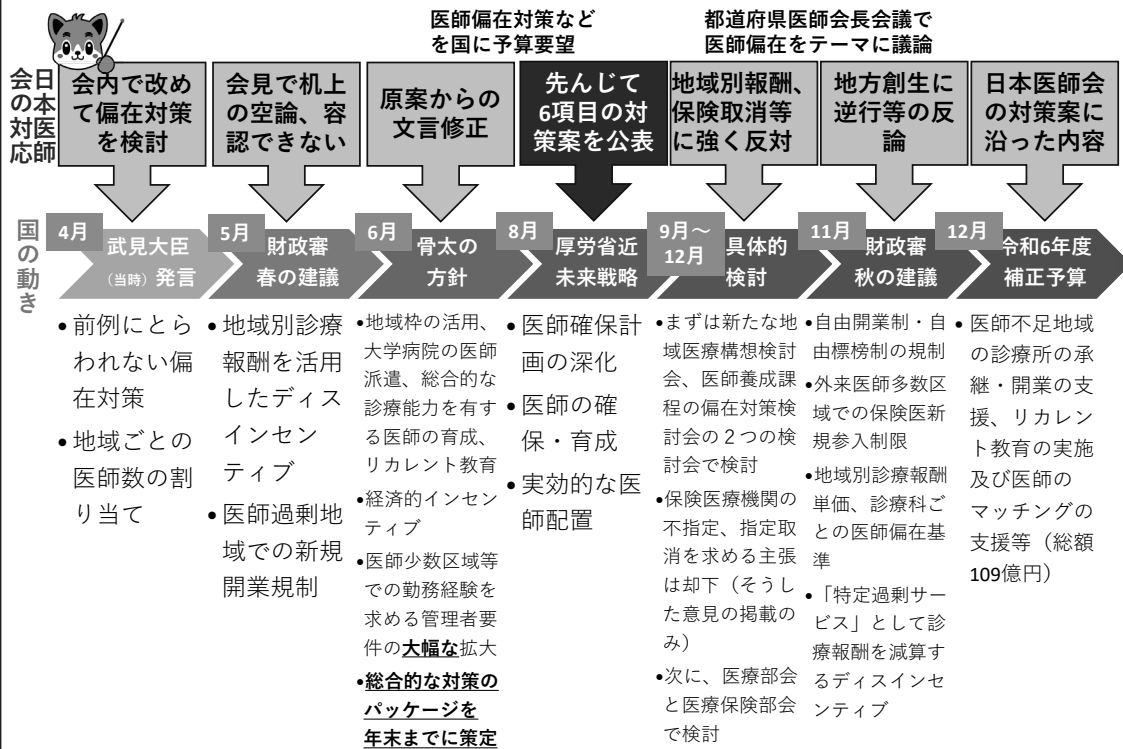 医師偏在対策など
を国に予算要望
都道府県医師会長会議で
医師偏在をテーマに議論
日本医師
会の対応
会内で改め
て偏在対策
を検討
会見で机上
の空論、容
認できない
原案からの
文言修正
先んじて
6項目の対
策案を公表
地域別報酬、
保険取消等
に強く反対
地方創生に
逆行等の反
論
日本医師会
の対策案に
沿った内容
国の動き
4月
武見大臣
（当時）発言
5月
財政審
春の建議
6月
骨太の
方針
8月
厚労省近
未来戦略
9月～
12月
具体的
検討
11月
財政審
秋の建議
12月
令和6年度
補正予算
•前例にとら
われない偏
在対策
•地域ごとの
医師数の割
り当て
•地域別診療
報酬を活用
したディス
インセン
ティブ
•医師過剰地
域での新規
開業規制
•地域枠の活用、
大学病院の医師
派遣、総合的な
診療能力を有す
る医師の育成、
リカレント教育
•経済的インセン
ティブ
•医師少数区域等
での勤務経験を
求める管理者要
件の大幅な拡大
•総合的な対策の
パッケージを
年末までに策定
•医師確保計
画の深化
•医師の確
保・育成
•実効的な医
師配置
•まずは新たな地
域医療構想検討
会、医師養成課
程の偏在対策検
討会の２つの検
討会で検討
•保険医療機関の
不指定、指定取
消を求める主張
は却下（そうし
た意見の掲載の
み）
•次に、医療部会
と医療保険部会
で検討
•自由開業制・自
由標榜制の規制
•外来医師多数区
域での保険医新
規参入制限
•地域別診療報酬
単価、診療科ご
との医師偏在基
準
•「特定過剰サー
ビス」として診
療報酬を減算す
るディスインセ
ンティブ
•医師不足地域
の診療所の承
継・開業の支
援、リカレン
ト教育の実施
及び医師の
マッチングの
支援等（総額
109億円）